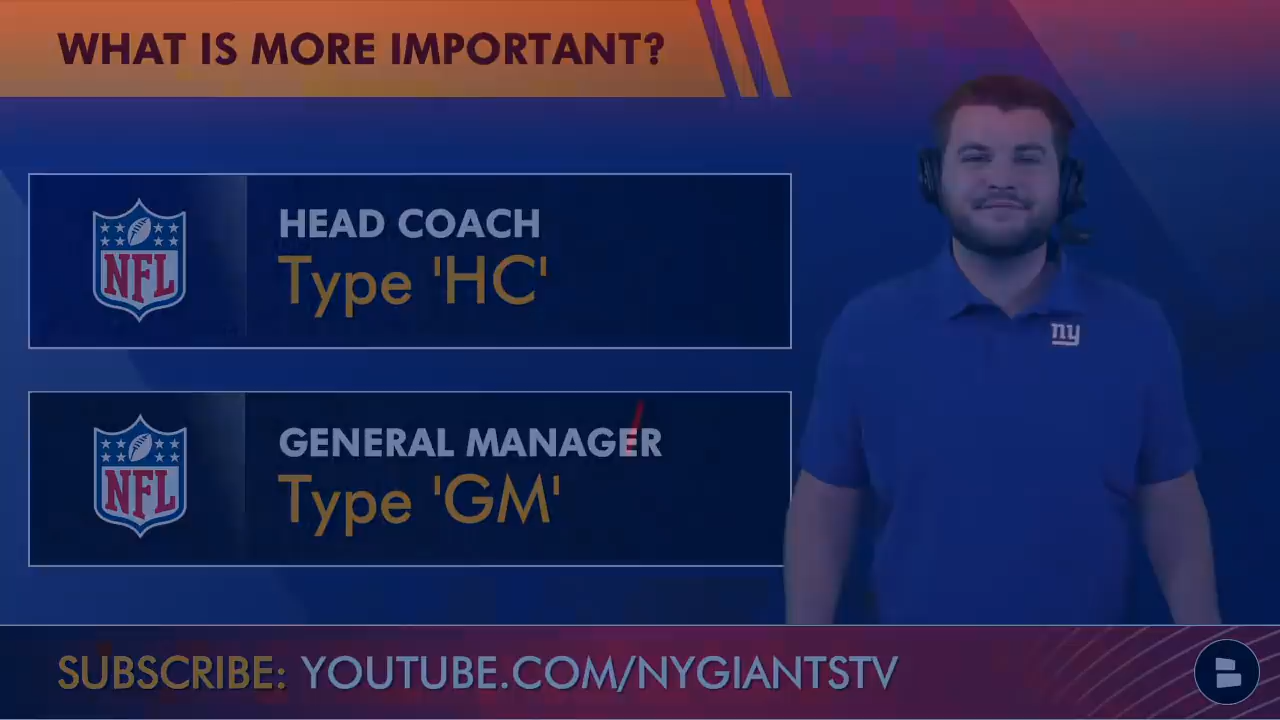 WHAT IS MORE IMPORTANT?
NFL
HEAD COACH
Type 'HC'
ny
NFL
GENERAL MANAGER
Type 'GM'
SUBSCRIBE: YOUTUBE.COM/NYGIANTSTV